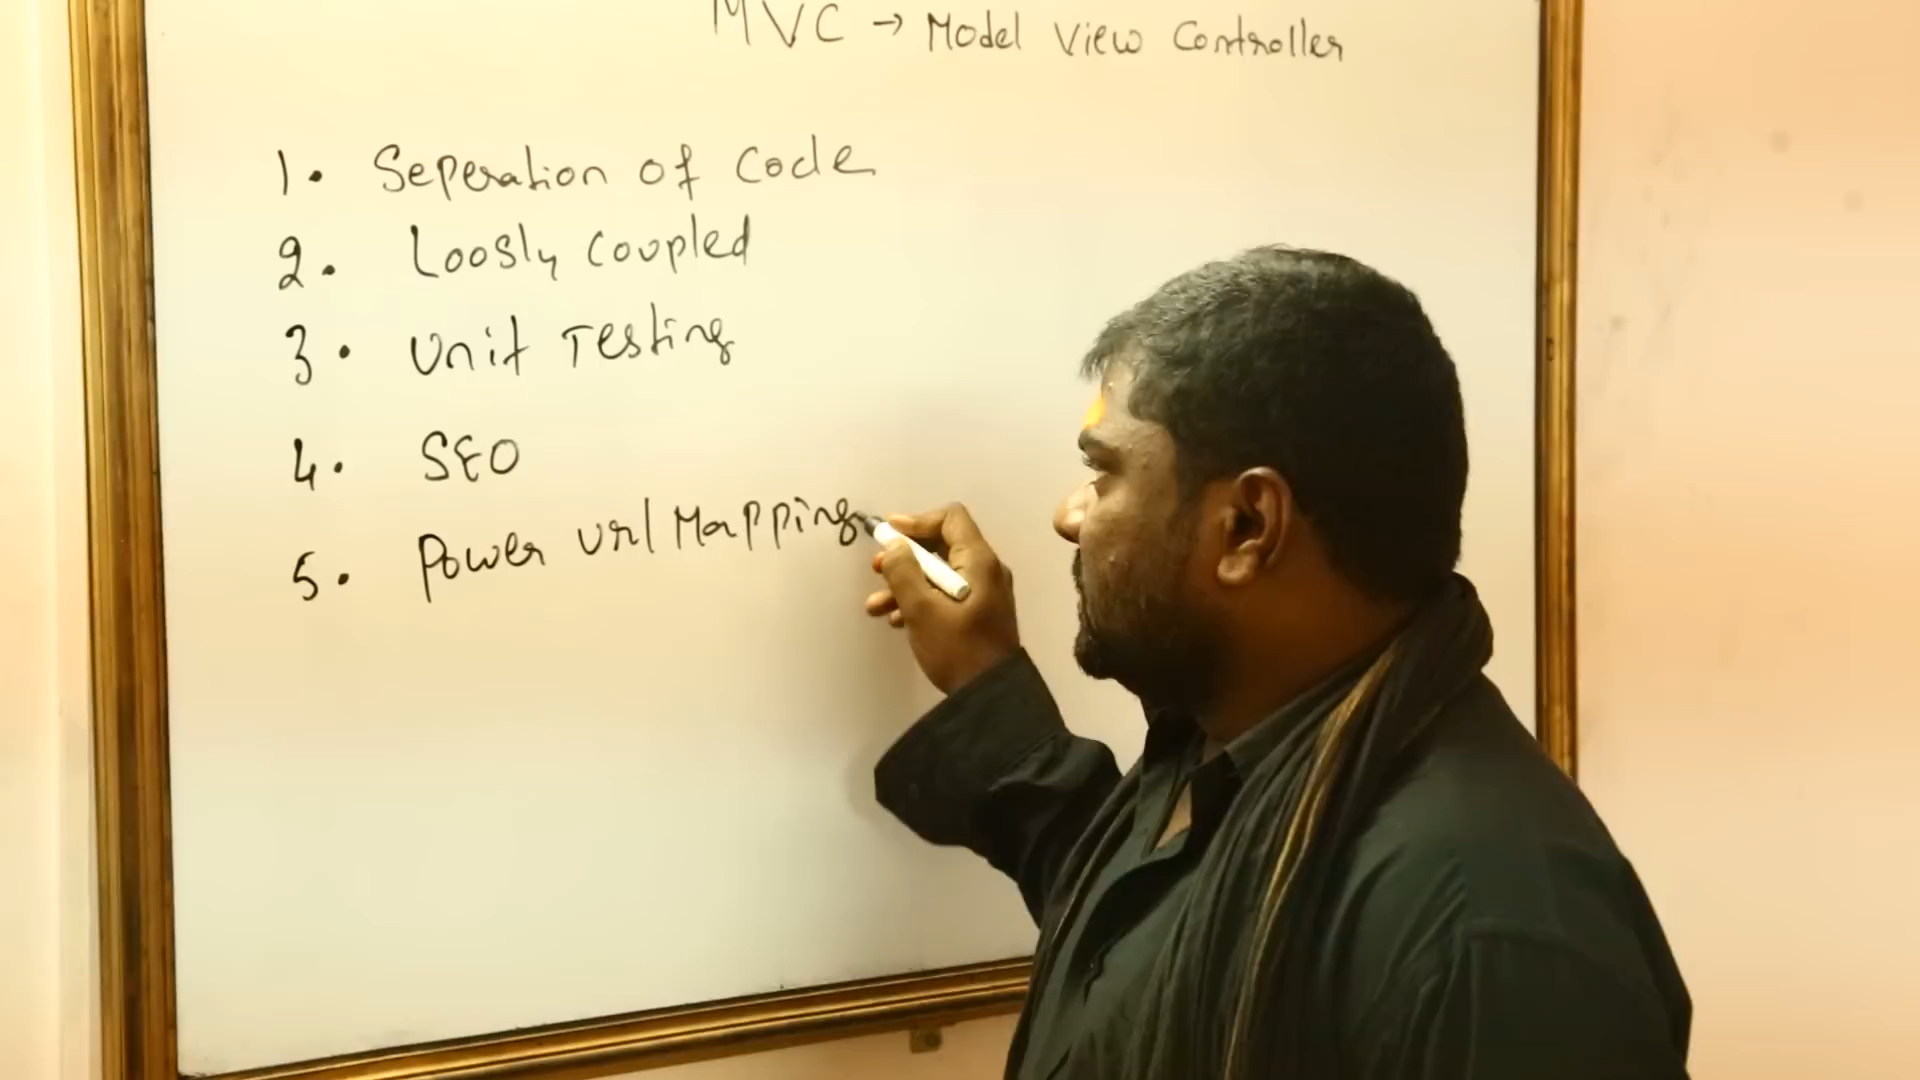 MVC → Model View Controller
1. Seperation of Code
2. Loosly Coupled
3. Unit Testing
4. SEO
5. Power url Mapping